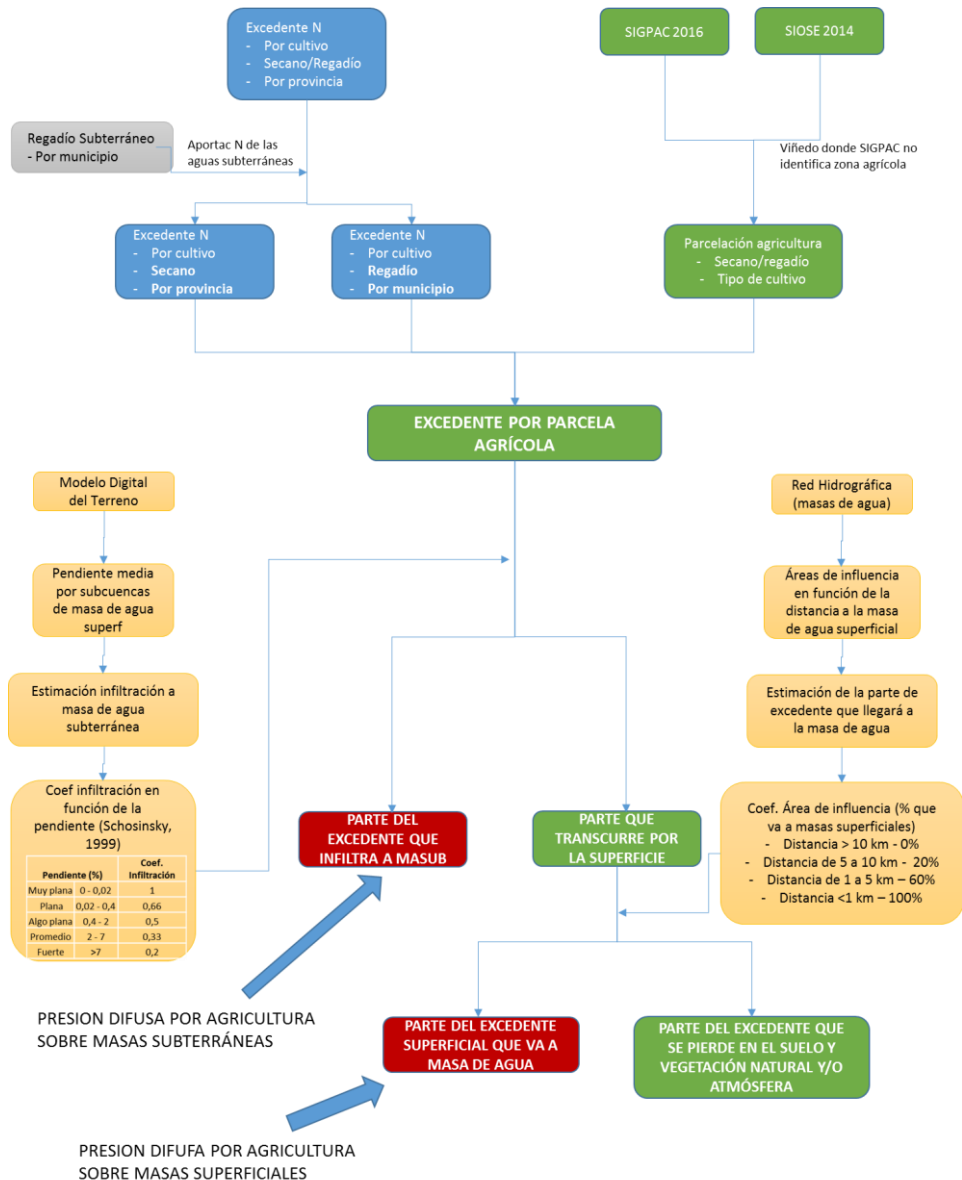 Excedente N
- Por cultivo
- Secano/Regadío
- Por provincia
SIGPAC 2016
SIOSE 2014
Regadío Subterráneo
- Por municipio
Aportac N de las
aguas subterráneas
Viñedo donde SIGPAC no
identifica zona agrícola
Excedente N
- Por cultivo
- Secano
- Por provincia
Excedente N
- Por cultivo
- Regadío
- Por municipio
Parcelación agricultura
- Secano/regadío
- Tipo de cultivo
EXCEDENTE POR PARCELA
AGRÍCOLA
Modelo Digital
del Terreno
Pendiente media
por subcuencas
de masa de agua
superf
Estimación infiltración a
masa de agua
subterránea
Coef infiltración en
función de la
pendiente (Schosinsky,
1999)
Pendiente (%) Coef. Infiltración
Muy plana 0 - 0,02 1
Plana 0,02 - 0,4 0,66
Algo plana 0,4 - 2 0,5
Promedio 2 - 7 0,33
Fuerte >7 0,2
Red Hidrográfica
(masas de agua)
Áreas de influencia
en función de la
distancia a la masa
de agua superficial
Estimación de la parte de
excedente que llegará a
la masa de agua
Coef. Área de influencia (% que
va a masas superficiales)
- Distancia > 10 km - 0%
- Distancia de 5 a 10 km - 20%
- Distancia de 1 a 5 km – 60%
- Distancia <1 km – 100%
PARTE DEL
EXCEDENTE QUE
INFILTRA A MASUB
PARTE QUE
TRANSCURRE POR
LA SUPERFICIE
PRESION DIFUSA POR AGRICULTURA
SOBRE MASAS SUBTERRÁNEAS
PARTE DEL EXCEDENTE
SUPERFICIAL QUE VA A
MASA DE AGUA
PARTE DEL EXCEDENTE QUE
SE PIERDE EN EL SUELO Y
VEGETACIÓN NATURAL Y/O
ATMÓSFERA
PRESION DIFUFA POR AGRICULTURA
SOBRE MASAS SUPERFICIALES